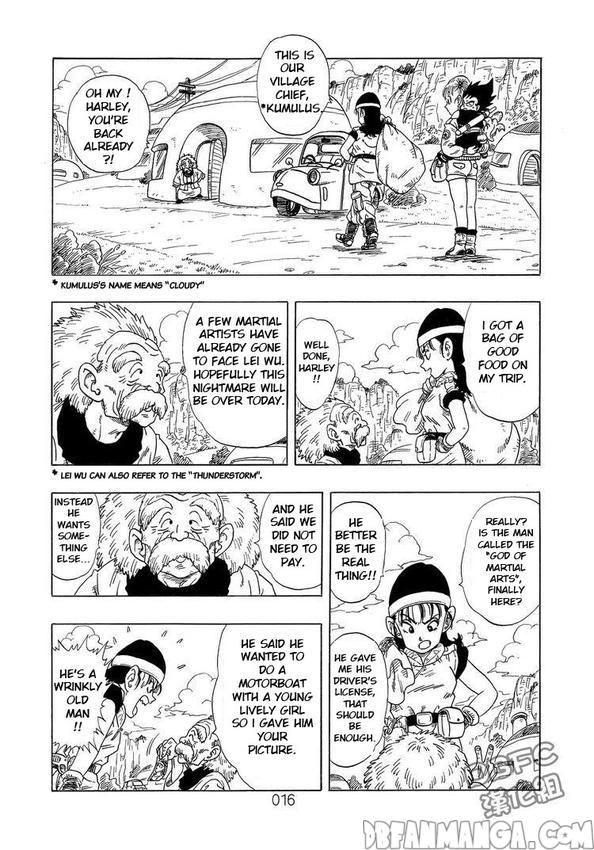 THIS IS
OUR
VILLAGE
CHIEF,
*KUMULUS.
OH MY !
HARLEY,
YOU'RE
BACK
ALREADY
?!
* KUMULUS'S NAME MEANS "CLOUDY"
I GOT A
BAG OF
GOOD
FOOD ON
MY TRIP.
WELL
DONE,
HARLEY
!!
A FEW MARTIAL
ARTISTS HAVE
ALREADY GONE
TO FACE LEI WU.
HOPEFULLY THIS
NIGHTMARE WILL
BE OVER TODAY.
* LEI WU CAN ALSO REFER TO THE "THUNDERSTORM".
REALLY?
IS THE MAN
CALLED THE
"GOD OF
MARTIAL
ARTS",
FINALLY
HERE?
HE
BETTER
BE THE
REAL
THING!!
HE GAVE
ME HIS
DRIVER'S
LICENSE,
THAT
SHOULD
BE
ENOUGH.
AND HE
SAID WE
DID NOT
NEED TO
PAY.
INSTEAD
HE
WANTS
SOME-
THING
ELSE...
HE SAID HE
WANTED TO
DO A
MOTORBOAT
WITH A YOUNG
LIVELY GIRL
SO I GAVE HIM
YOUR
PICTURE.
HE'S A
WRINKLY
OLD
MAN !!
016
DSFC
漢化組
DBFANMANGA.COM